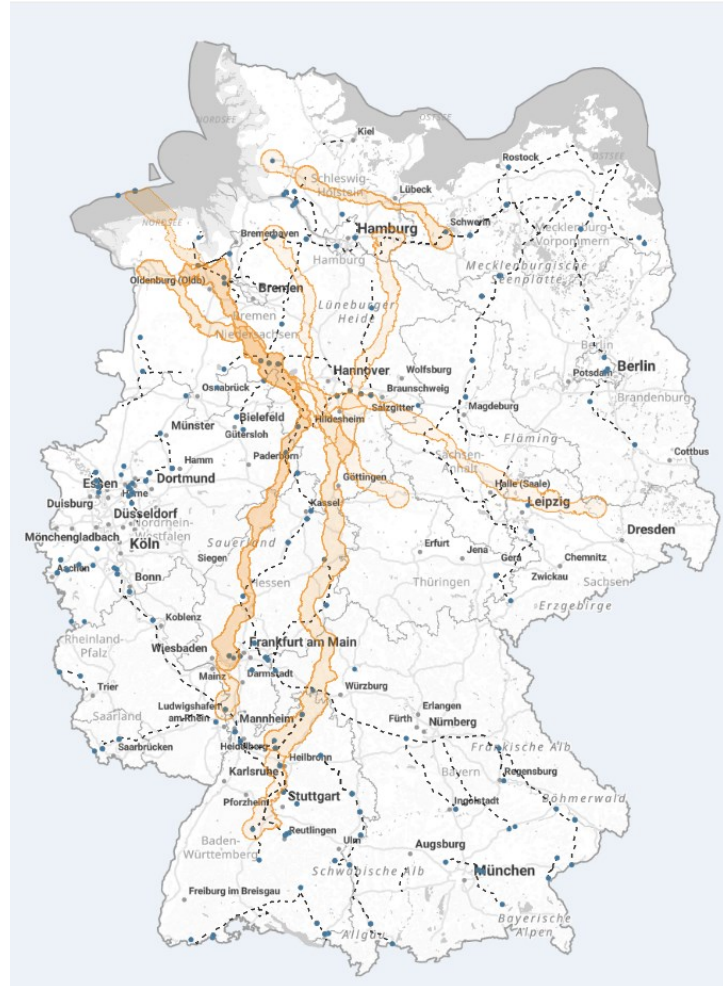 NORDSEE
OSTSEE
Kiel
Rostock
OSTSEE
Schleswig-
Holstein
Lübeck
NORDSEE
Schwerin
Bremerhaven
Hamburg
Mecklenburg-
Vorpommern
Hamburg
Mecklenburgische
Seenplatte
Oldenburg (Oldb)
Bremen
Bremen
Lüneburger
Heide
Niedersachsen
Berlin
Berlin
Hannover
Wolfsburg
Potsdam
Osnabrück
Braunschweig
Brandenburg
Salzgitter
Magdeburg
Bielefeld
Hildesheim
Münster
Gütersloh
Fläming
Hamm
Paderborn
Sachsen-
Anhalt
Cottbus
Dortmund
Göttingen
Halle (Saale)
Essen
Herne
Duisburg
Kassel
Leipzig
Düsseldorf
Nordrhein-
Westfalen
Dresden
Mönchengladbach
Köln
Sauerland
Erfurt
Jena
Gera
Chemnitz
Siegen
Aachen
Bonn
Hessen
Thüringen
Zwickau
Sachsen
Erzgebirge
Koblenz
Rheinland-
Pfalz
Wiesbaden
Frankfurt am Main
Mainz
Darmstadt
Trier
Würzburg
Ludwigshafen
am-Rhein
Erlangen
Saarland
Mannheim
Fürth
Nürnberg
Saarbrücken
Heidelberg
Fränkische Alb
Heilbronn
Karlsruhe
Bayern
Regensburg
Pforzheim
Stuttgart
Ingolstadt
Böhmerwald
Reutlingen
Baden-
Württemberg
Ulm
Augsburg
Schwäbische Alb
München
Freiburg im Breisgau
Bayerische
Alpen
Allgäu